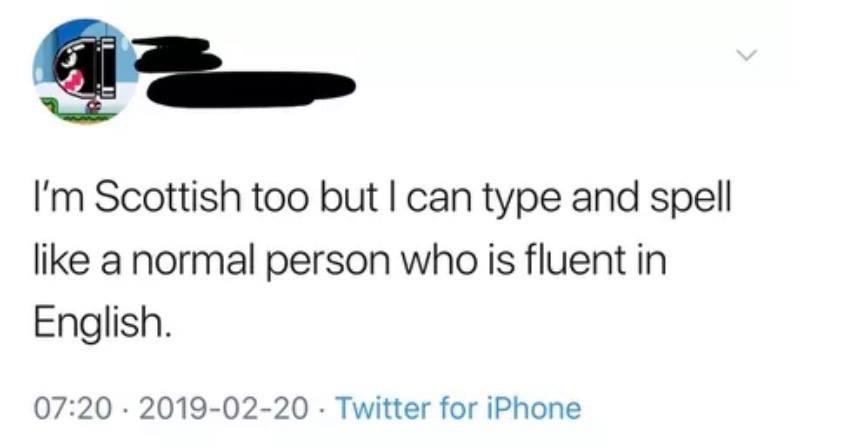 I'm Scottish too but I can type and spell
like a normal person who is fluent in
English.
07:20 · 2019-02-20 · Twitter for iPhone